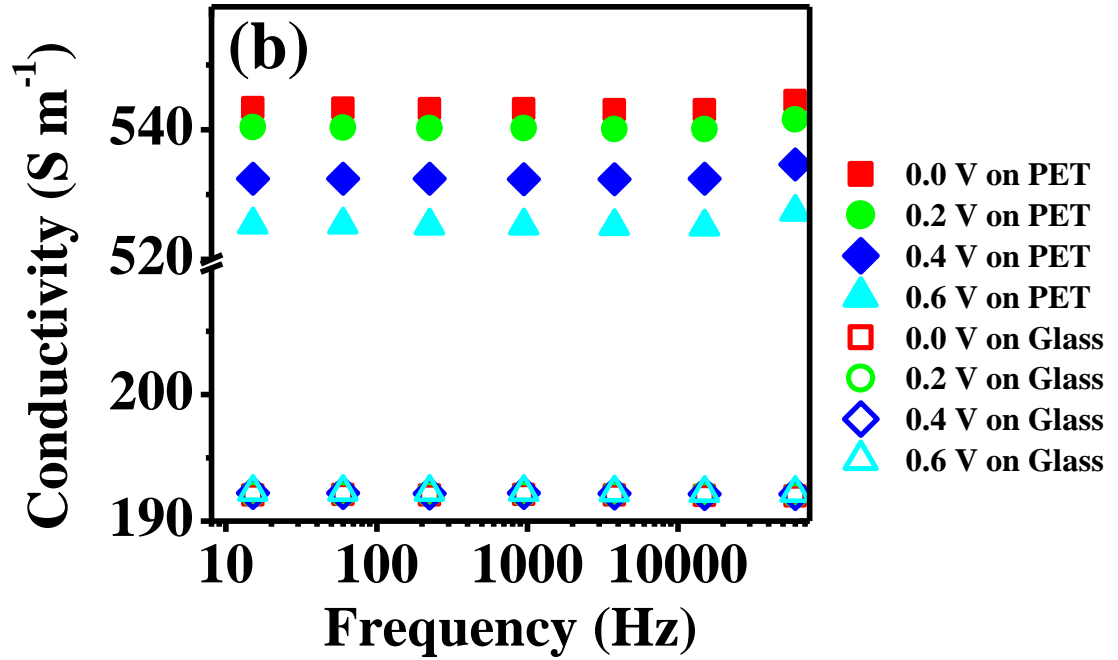 (b)
Conductivity (S m⁻¹)
540
520
200
190
10 100 1000 10000
Frequency (Hz)
0.0 V on PET
0.2 V on PET
0.4 V on PET
0.6 V on PET
0.0 V on Glass
0.2 V on Glass
0.4 V on Glass
0.6 V on Glass